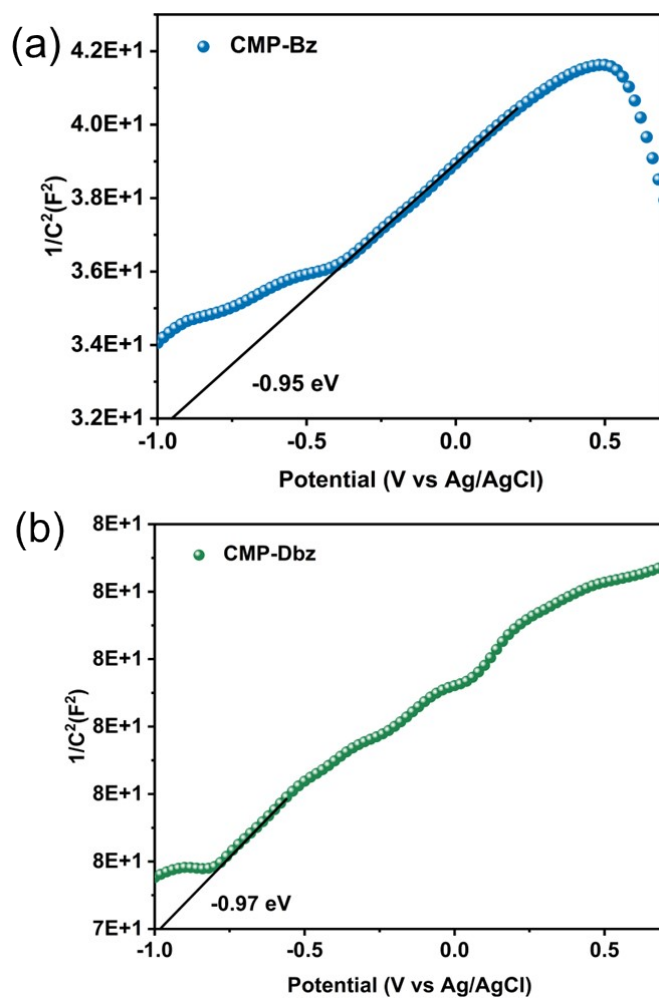 (a)
CMP-Bz
4.2E+1
4.0E+1
3.8E+1
3.6E+1
3.4E+1
3.2E+1
1/C²(F²)
-0.95 eV
-1.0 -0.5 0.0 0.5
Potential (V vs Ag/AgCl)
(b)
CMP-Dbz
8E+1
8E+1
8E+1
8E+1
8E+1
8E+1
7E+1
1/C²(F²)
-0.97 eV
-1.0 -0.5 0.0 0.5
Potential (V vs Ag/AgCl)